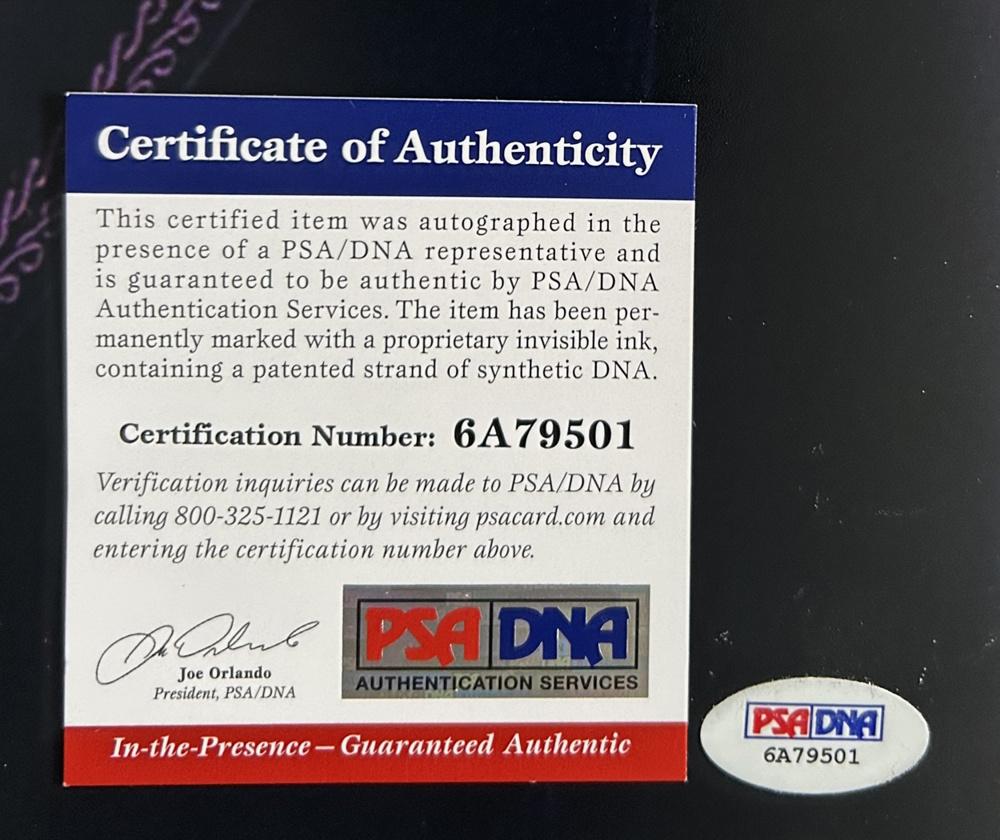 Certificate of Authenticity
This certified item was autographed in the
presence of a PSA/DNA representative and
is guaranteed to be authentic by PSA/DNA
Authentication Services. The item has been per-
manently marked with a proprietary invisible ink,
containing a patented strand of synthetic DNA.
Certification Number: 6A79501
Verification inquiries can be made to PSA/DNA by
calling 800-325-1121 or by visiting psacard.com and
entering the certification number above.
Joe Orlando
President, PSA/DNA
PSA DNA
AUTHENTICATION SERVICES
In-the-Presence – Guaranteed Authentic
PSA DNA
6A79501